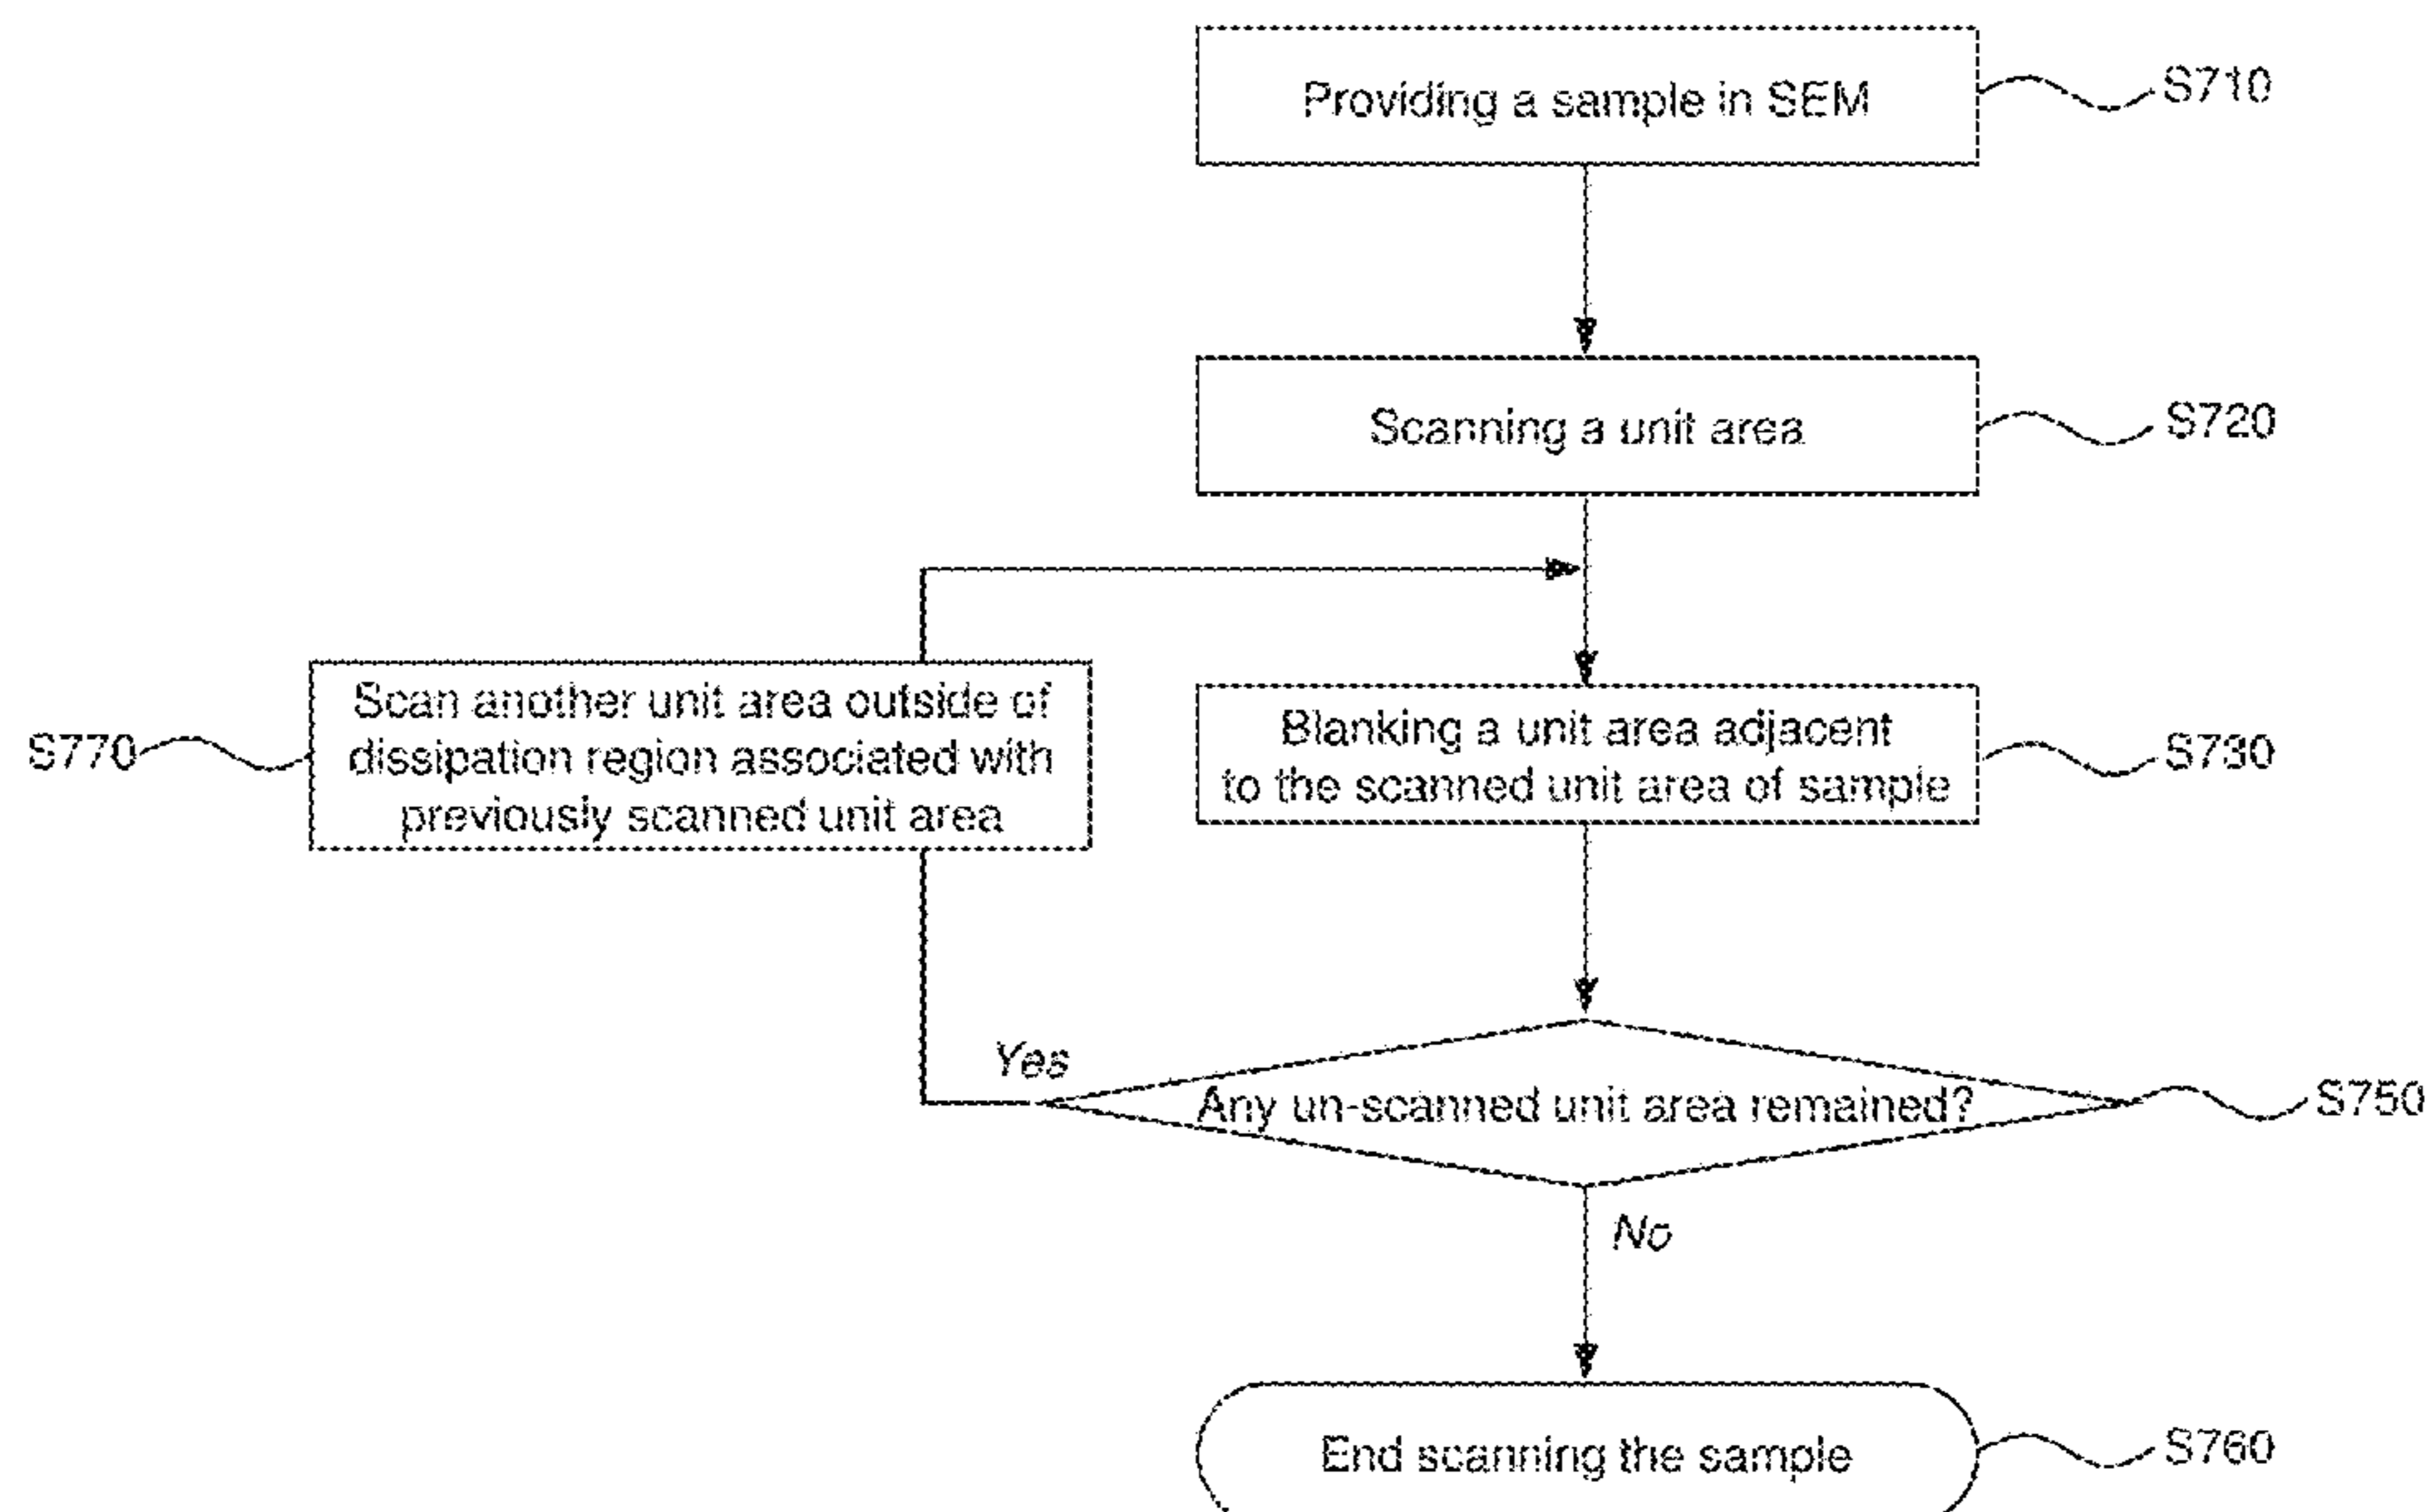 Providing a sample in SEM
S710
Scanning a unit area
S720
Scan another unit area outside of
dissipation region associated with
previously scanned unit area
S770
Blanking a unit area adjacent
to the scanned unit area of sample
S730
Yes
Any un-scanned unit area remained?
S750
No
End scanning the sample
S760